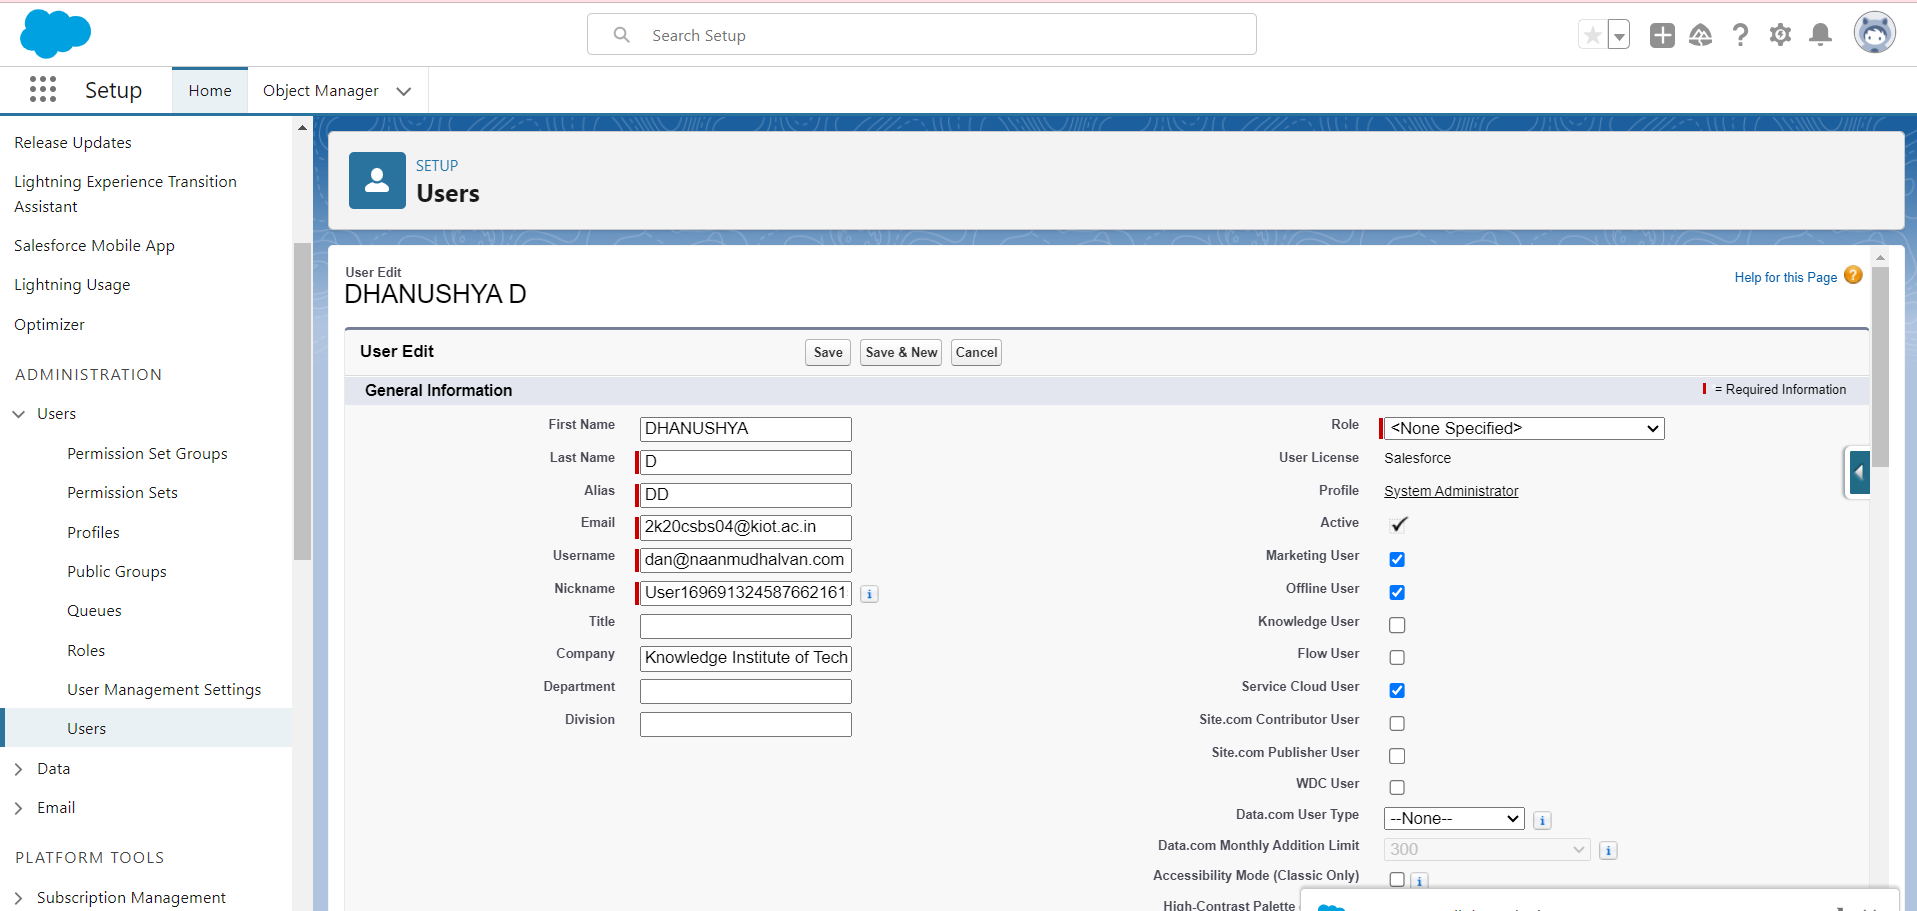 Search Setup
Setup
Home
Object Manager
Release Updates
Lightning Experience Transition
Assistant
Salesforce Mobile App
Lightning Usage
Optimizer
ADMINISTRATION
Users
Permission Set Groups
Permission Sets
Profiles
Public Groups
Queues
Roles
User Management Settings
Users
Data
Email
PLATFORM TOOLS
Subscription Management
SETUP
Users
User Edit
DHANUSHYA D
Help for this Page
User Edit
Save
Save & New
Cancel
General Information
= Required Information
First Name DHANUSHYA
Last Name D
Alias DD
Email 2k20csbs04@kiot.ac.in
Username dan@naanmudhalvan.com
Nickname User169691324587662161
Title
Company Knowledge Institute of Tech
Department
Division
Role <None Specified>
User License Salesforce
Profile System Administrator
Active
Marketing User
Offline User
Knowledge User
Flow User
Service Cloud User
Site.com Contributor User
Site.com Publisher User
WDC User
Data.com User Type --None--
Data.com Monthly Addition Limit 300
Accessibility Mode (Classic Only)
High-Contrast Palette